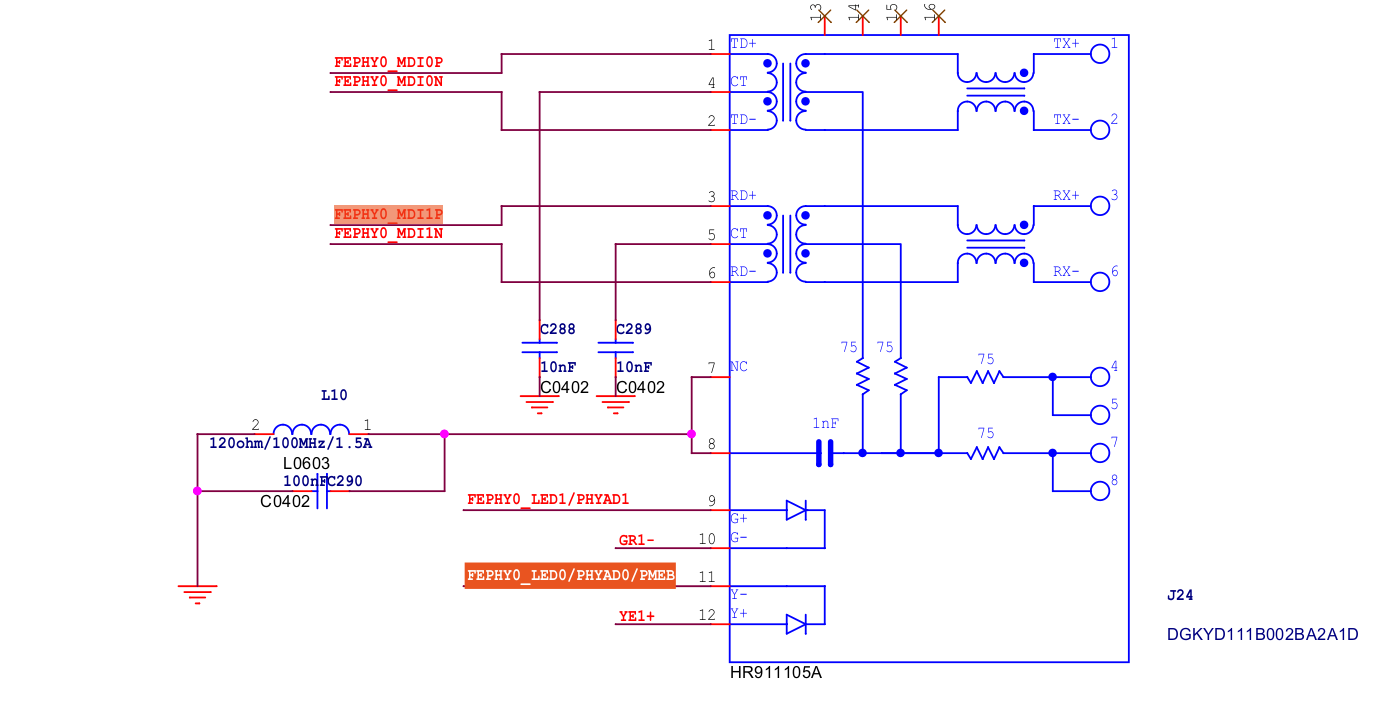 13 14 15 16
1 TD+ TX+ 1
FEPHY0_MDI0P
FEPHY0_MDI0N 4 CT
2 TD- TX- 2
3 RD+ RX+ 3
FEPHY0_MDI1P
FEPHY0_MDI1N 5 CT
6 RD- RX- 6
C288 C289
75 75 75
10nF 10nF 7 NC 4
C0402 C0402
L10 5
2 1 1nF 75
120ohm/100MHz/1.5A 8 7
L0603
100nF C290 8
C0402
FEPHY0_LED1/PHYAD1 9
G+
GR1- 10 G-
FEPHY0_LED0/PHYAD0/PMEB 11
Y-
YE1+ 12 Y+
J24
DGKYD111B002BA2A1D
HR911105A